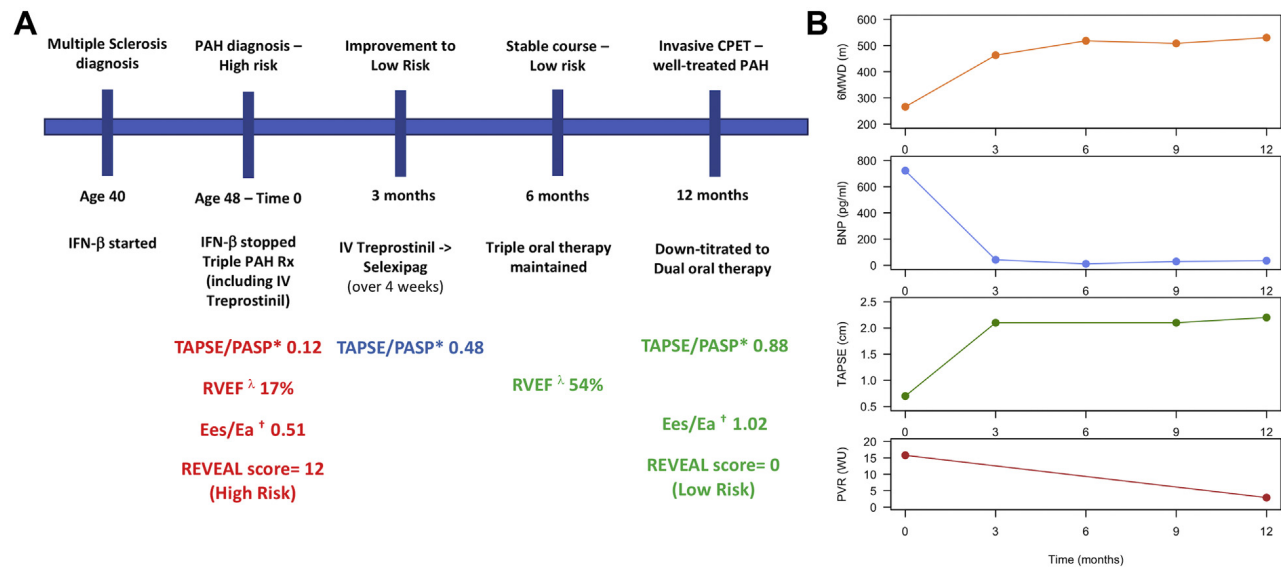 A
Multiple Sclerosis
diagnosis
PAH diagnosis –
High risk
Improvement to
Low Risk
Stable course –
Low risk
Invasive CPET –
well-treated PAH
Age 40
Age 48 – Time 0
3 months
6 months
12 months
IFN-β started
IFN-β stopped
Triple PAH Rx
(including IV
Treprostinil)
IV Treprostinil ->
Selexipag
(over 4 weeks)
Triple oral therapy
maintained
Down-titrated to
Dual oral therapy
TAPSE/PASP* 0.12
TAPSE/PASP* 0.48
TAPSE/PASP* 0.88
RVEF λ 17%
RVEF λ 54%
Ees/Ea † 0.51
Ees/Ea † 1.02
REVEAL score= 12
(High Risk)
REVEAL score= 0
(Low Risk)
B
6MWD (m)
600
500
400
300
200
0 3 6 9 12
BNP (pg/ml)
800
600
400
200
0
0 3 6 9 12
TAPSE (cm)
2.5
2.0
1.5
1.0
0.5
0 3 6 9 12
PVR (WU)
20
15
10
5
0
0 3 6 9 12
Time (months)